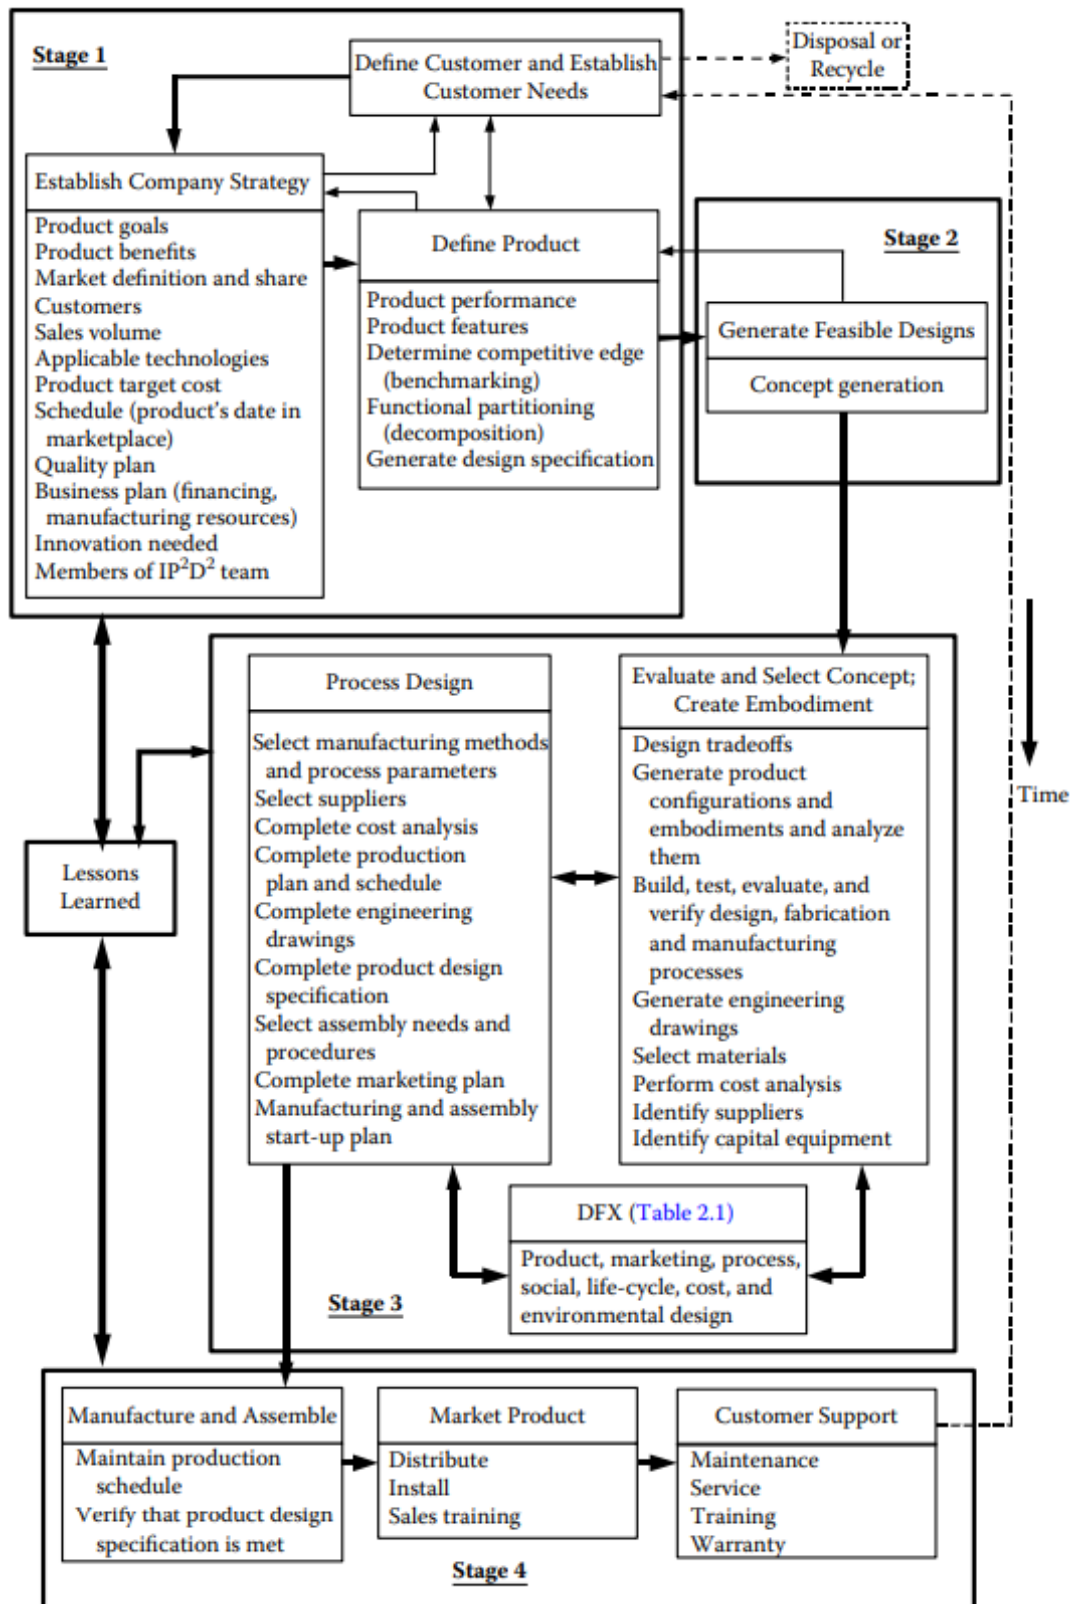 Stage 1
Define Customer and Establish
Customer Needs
Disposal or
Recycle
Establish Company Strategy
Product goals
Product benefits
Market definition and share
Customers
Sales volume
Applicable technologies
Product target cost
Schedule (product's date in
marketplace)
Quality plan
Business plan (financing,
manufacturing resources)
Innovation needed
Members of IP²D² team
Define Product
Product performance
Product features
Determine competitive edge
(benchmarking)
Functional partitioning
(decomposition)
Generate design specification
Stage 2
Generate Feasible Designs
Concept generation
Time
Lessons
Learned
Process Design
Select manufacturing methods
and process parameters
Select suppliers
Complete cost analysis
Complete production
plan and schedule
Complete engineering
drawings
Complete product design
specification
Select assembly needs and
procedures
Complete marketing plan
Manufacturing and assembly
start-up plan
Evaluate and Select Concept;
Create Embodiment
Design tradeoffs
Generate product
configurations and
embodiments and analyze
them
Build, test, evaluate, and
verify design, fabrication
and manufacturing
processes
Generate engineering
drawings
Select materials
Perform cost analysis
Identify suppliers
Identify capital equipment
DFX (Table 2.1)
Product, marketing, process,
social, life-cycle, cost, and
environmental design
Stage 3
Manufacture and Assemble
Maintain production
schedule
Verify that product design
specification is met
Market Product
Distribute
Install
Sales training
Customer Support
Maintenance
Service
Training
Warranty
Stage 4